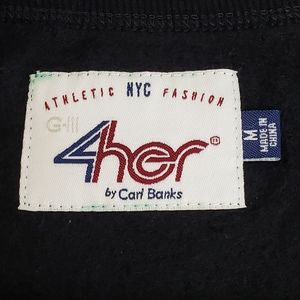 ATHLETIC NYC FASHION
G-III
4her®
by Carl Banks
M
MADE IN
CHINA